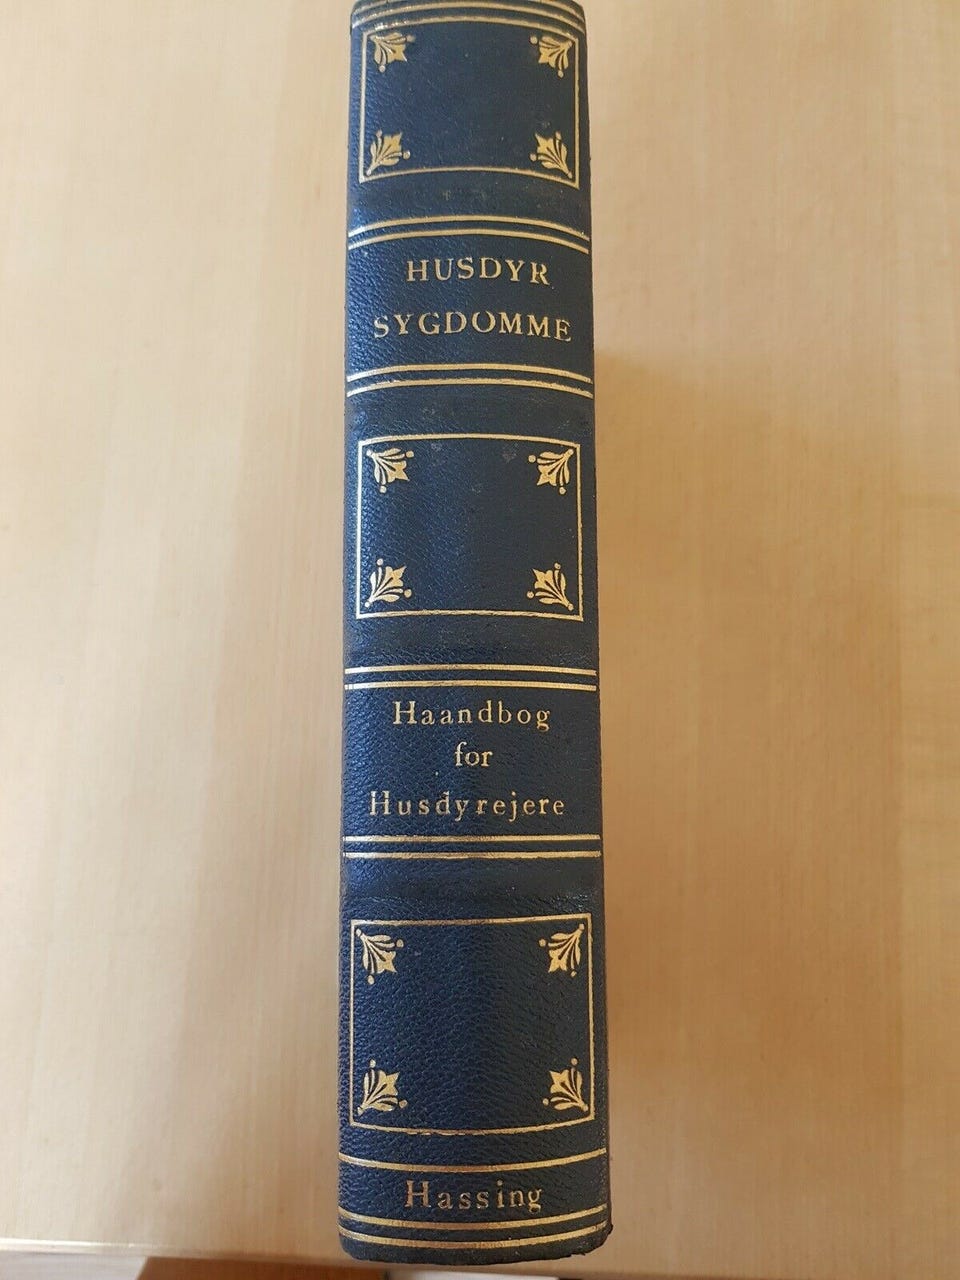 HUSDYR
SYGDOMME
Haandbog
for
Husdyrejere
Hassing